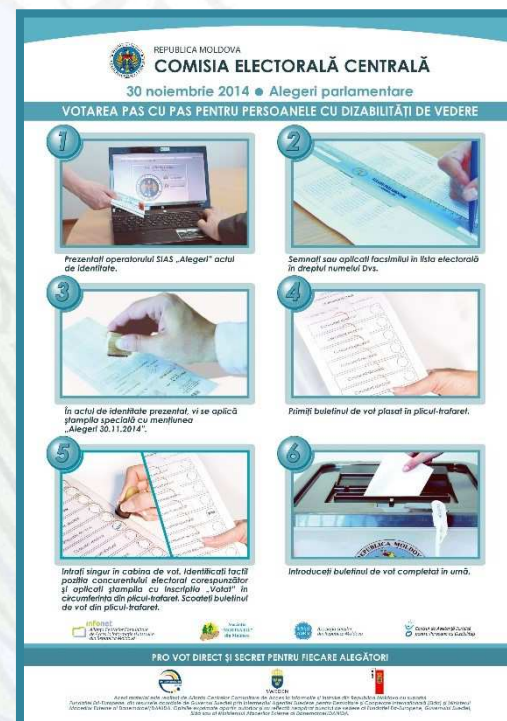 REPUBLICA MOLDOVA
COMISIA ELECTORALĂ CENTRALĂ
30 noiembrie 2014 ● Alegeri parlamentare
VOTAREA PAS CU PAS PENTRU PERSOANELE CU DIZABILITĂȚI DE VEDERE
1
2
Prezentați operatorului SIAS „Alegeri” actul
de identitate.
Semnați sau aplicați facsimilul în lista electorală
în dreptul numelui Dvs.
3
4
În actul de identitate prezentat, vi se aplică
ștampila specială cu mențiunea
„Alegeri 30.11.2014”.
Primiți buletinul de vot plasat în plicul-trafaret.
5
6
Intrați singur în cabina de vot. Identificați tactil
poziția concurentului electoral corespunzător
și aplicați ștampila cu inscripția „Votat” în
circumferința din plicul-trafaret. Scoateți buletinul
de vot din plicul-trafaret.
Introduceți buletinul de vot completat în urnă.
infonet
PRO VOT DIRECT ȘI SECRET PENTRU FIECARE ALEGĂTOR!
SWEDEN